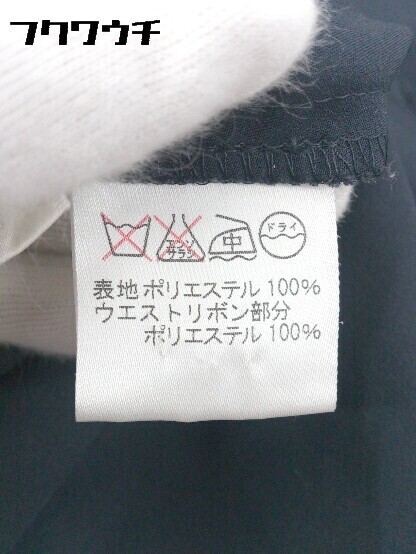 フクワウチ
エンソ
サラシ
中
ドライ
表地 ポリエステル 100%
ウエストリボン部分
ポリエステル 100%